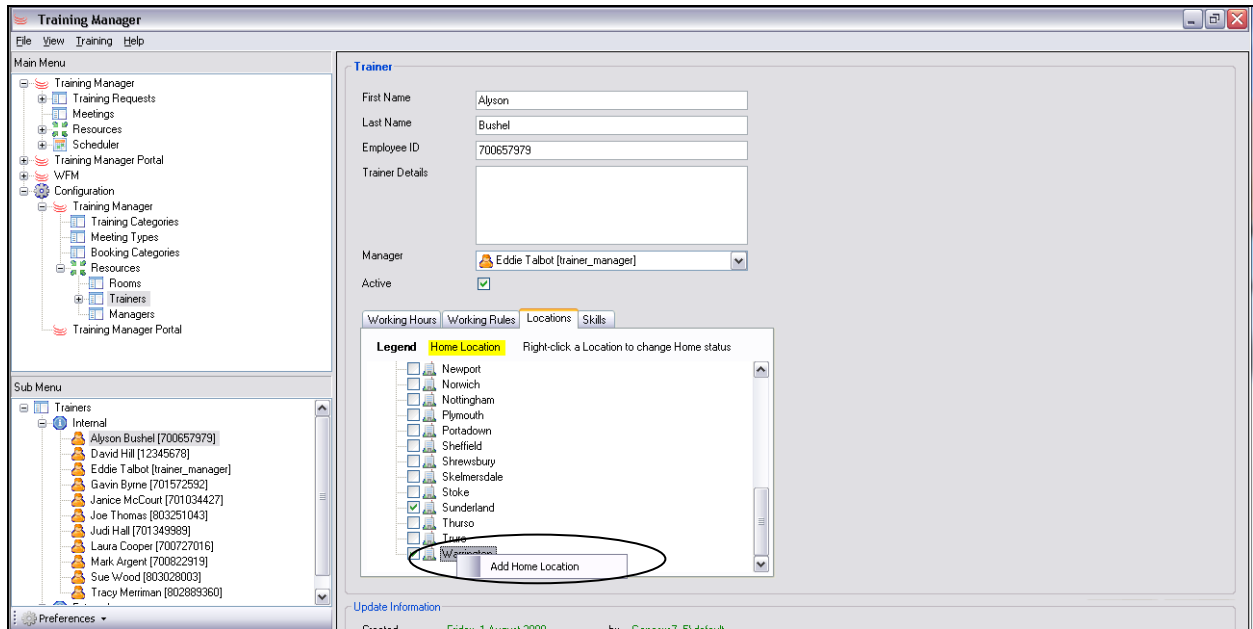 Training Manager
File View Training Help
Main Menu
Training Manager
Training Requests
Meetings
Resources
Scheduler
Training Manager Portal
WFM
Configuration
Training Manager
Training Categories
Meeting Types
Booking Categories
Resources
Rooms
Trainers
Managers
Training Manager Portal
Sub Menu
Trainers
Internal
Alyson Bushel [700657979]
David Hill [12345678]
Eddie Talbot [trainer_manager]
Gavin Byrne [701572592]
Janice McCourt [701034427]
Joe Thomas [803251043]
Judi Hall [701349989]
Laura Cooper [700727016]
Mark Argent [700822919]
Sue Wood [803028003]
Tracy Merriman [802889360]
Preferences
Trainer
First Name Alyson
Last Name Bushel
Employee ID 700657979
Trainer Details
Manager Eddie Talbot [trainer_manager]
Active
Working Hours Working Rules Locations Skills
Legend Home Location Right-click a Location to change Home status
Newport
Norwich
Nottingham
Plymouth
Portadown
Sheffield
Shrewsbury
Skelmersdale
Stoke
Sunderland
Thurso
Truro
Warrington
Add Home Location
Update Information